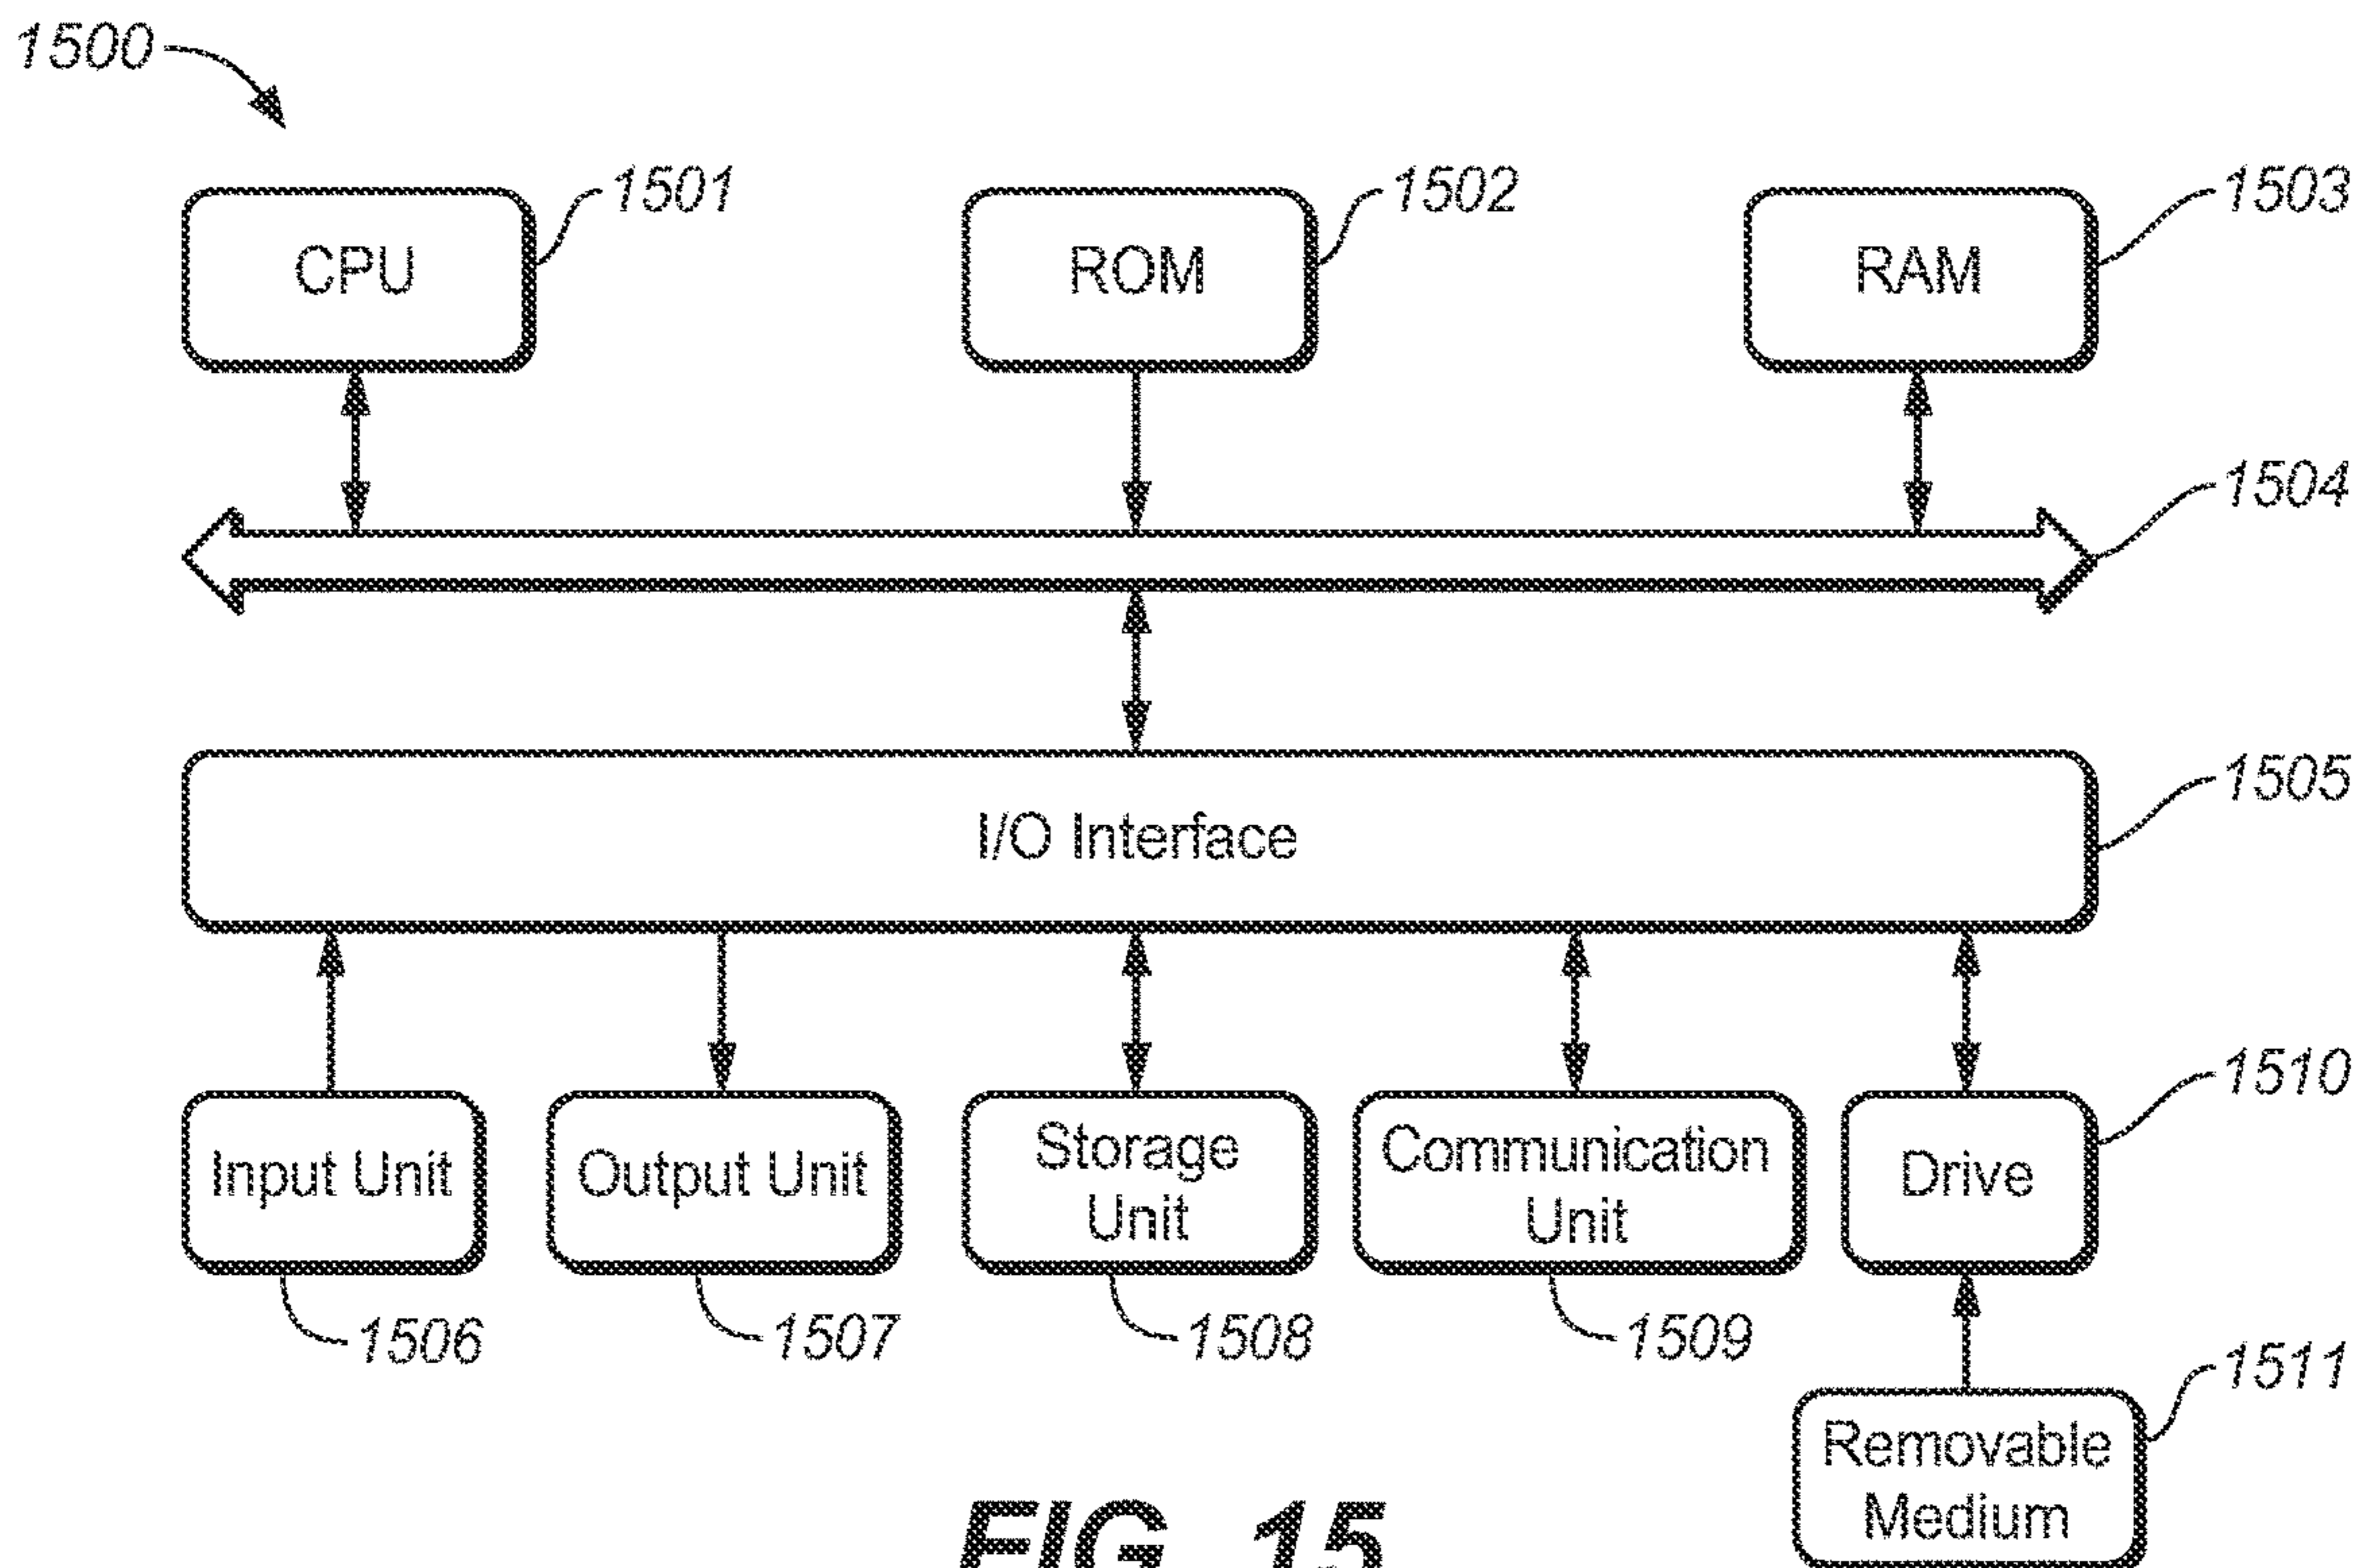 1500
1501
1502
1503
CPU
ROM
RAM
1504
1505
I/O Interface
1510
Input Unit
Output Unit
Storage
Unit
Communication
Unit
Drive
1506
1507
1508
1509
1511
Removable
Medium
FIG. 15